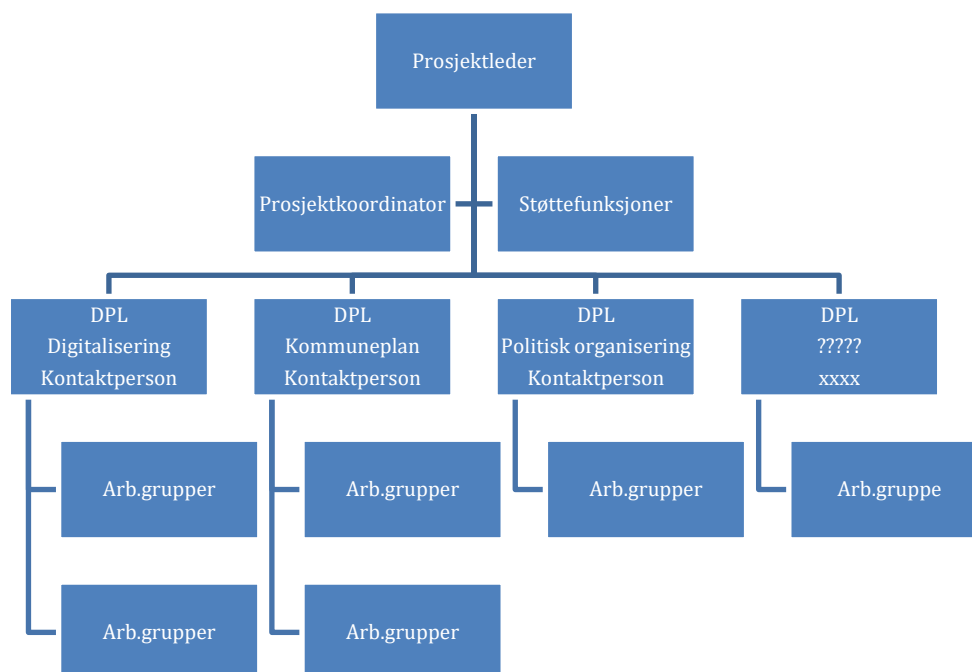 Prosjektleder
Prosjektkoordinator
Støttefunksjoner
DPL
Digitalisering
Kontaktperson
DPL
Kommuneplan
Kontaktperson
DPL
Politisk organisering
Kontaktperson
DPL
?????
xxxx
Arb.grupper
Arb.grupper
Arb.grupper
Arb.gruppe
Arb.grupper
Arb.grupper